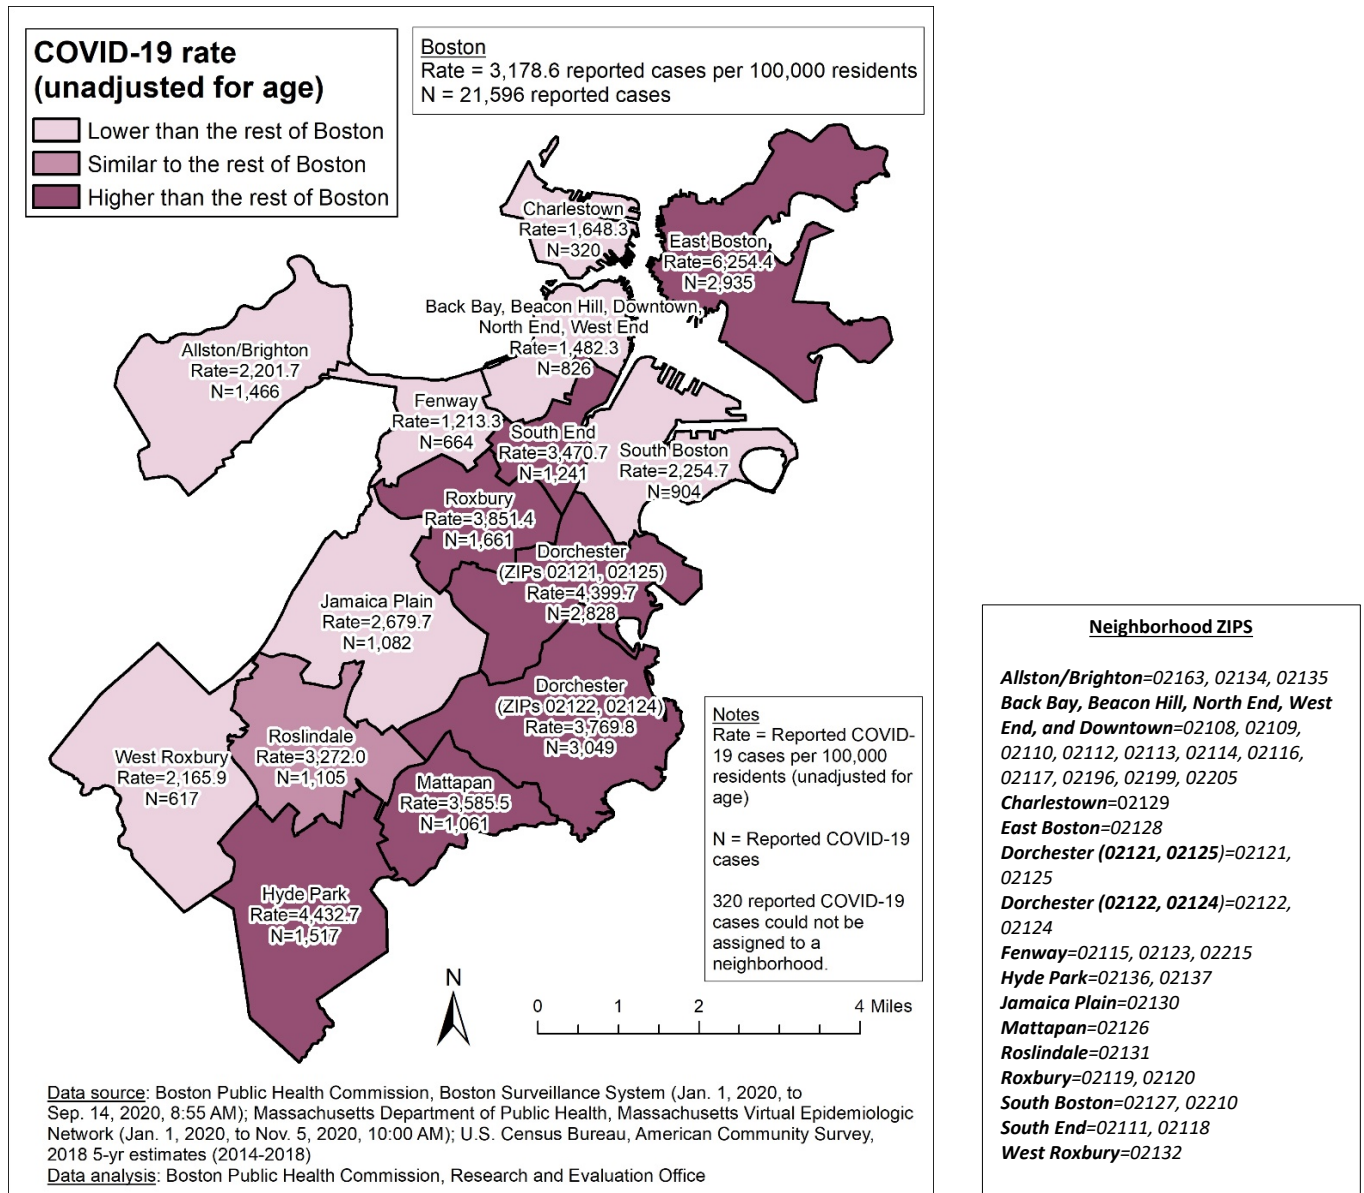 COVID-19 rate
(unadjusted for age)
Lower than the rest of Boston
Similar to the rest of Boston
Higher than the rest of Boston
Boston
Rate = 3,178.6 reported cases per 100,000 residents
N = 21,596 reported cases
Charlestown
Rate=1,648.3
N=320
East Boston
Rate=6,254.4
N=2,935
Back Bay, Beacon Hill, Downtown,
North End, West End
Rate=1,482.3
N=826
Allston/Brighton
Rate=2,201.7
N=1,466
Fenway
Rate=1,213.3
N=664
South End
Rate=3,470.7
N=1,241
South Boston
Rate=2,254.7
N=904
Roxbury
Rate=3,851.4
N=1,661
Dorchester
(ZIPs 02121, 02125)
Rate=4,399.7
N=2,828
Jamaica Plain
Rate=2,679.7
N=1,082
Dorchester
(ZIPs 02122, 02124)
Rate=3,769.8
N=3,049
Roslindale
Rate=3,272.0
N=1,105
West Roxbury
Rate=2,165.9
N=617
Mattapan
Rate=3,585.5
N=1,061
Hyde Park
Rate=4,432.7
N=1,517
Notes
Rate = Reported COVID-
19 cases per 100,000
residents (unadjusted for
age)
N = Reported COVID-19
cases
320 reported COVID-19
cases could not be
assigned to a
neighborhood.
N
0 1 2 4 Miles
Data source: Boston Public Health Commission, Boston Surveillance System (Jan. 1, 2020, to
Sep. 14, 2020, 8:55 AM); Massachusetts Department of Public Health, Massachusetts Virtual Epidemiologic
Network (Jan. 1, 2020, to Nov. 5, 2020, 10:00 AM); U.S. Census Bureau, American Community Survey,
2018 5-yr estimates (2014-2018)
Data analysis: Boston Public Health Commission, Research and Evaluation Office
Neighborhood ZIPS
Allston/Brighton=02163, 02134, 02135
Back Bay, Beacon Hill, North End, West
End, and Downtown=02108, 02109,
02110, 02112, 02113, 02114, 02116,
02117, 02196, 02199, 02205
Charlestown=02129
East Boston=02128
Dorchester (02121, 02125)=02121,
02125
Dorchester (02122, 02124)=02122,
02124
Fenway=02115, 02123, 02215
Hyde Park=02136, 02137
Jamaica Plain=02130
Mattapan=02126
Roslindale=02131
Roxbury=02119, 02120
South Boston=02127, 02210
South End=02111, 02118
West Roxbury=02132